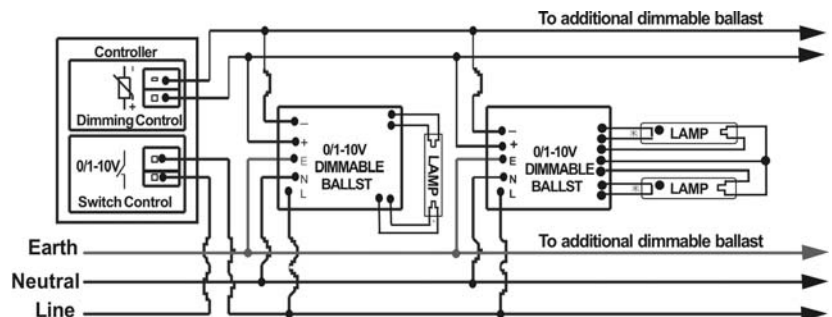 To additional dimmable ballast
Controller
-
+
Dimming Control
0/1-10V
Switch Control
−
+
E
N
L
0/1-10V
DIMMABLE
BALLST
LAMP
−
+
E
N
L
0/1-10V
DIMMABLE
BALLST
LAMP
LAMP
Earth
To additional dimmable ballast
Neutral
Line